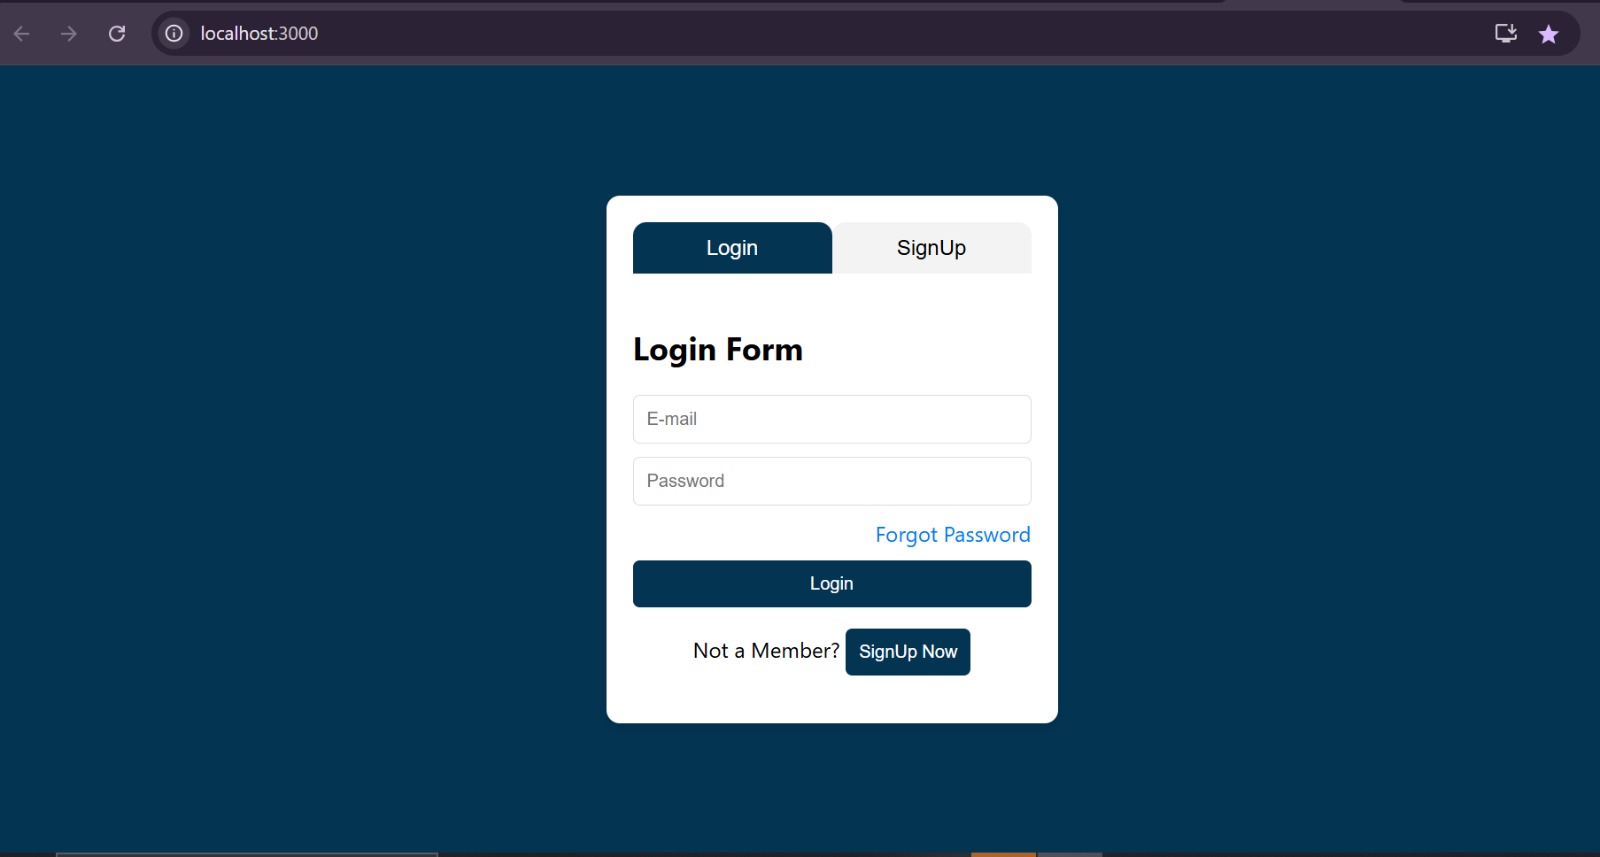 localhost:3000
Login SignUp
Login Form
E-mail
Password
Forgot Password
Login
Not a Member? SignUp Now